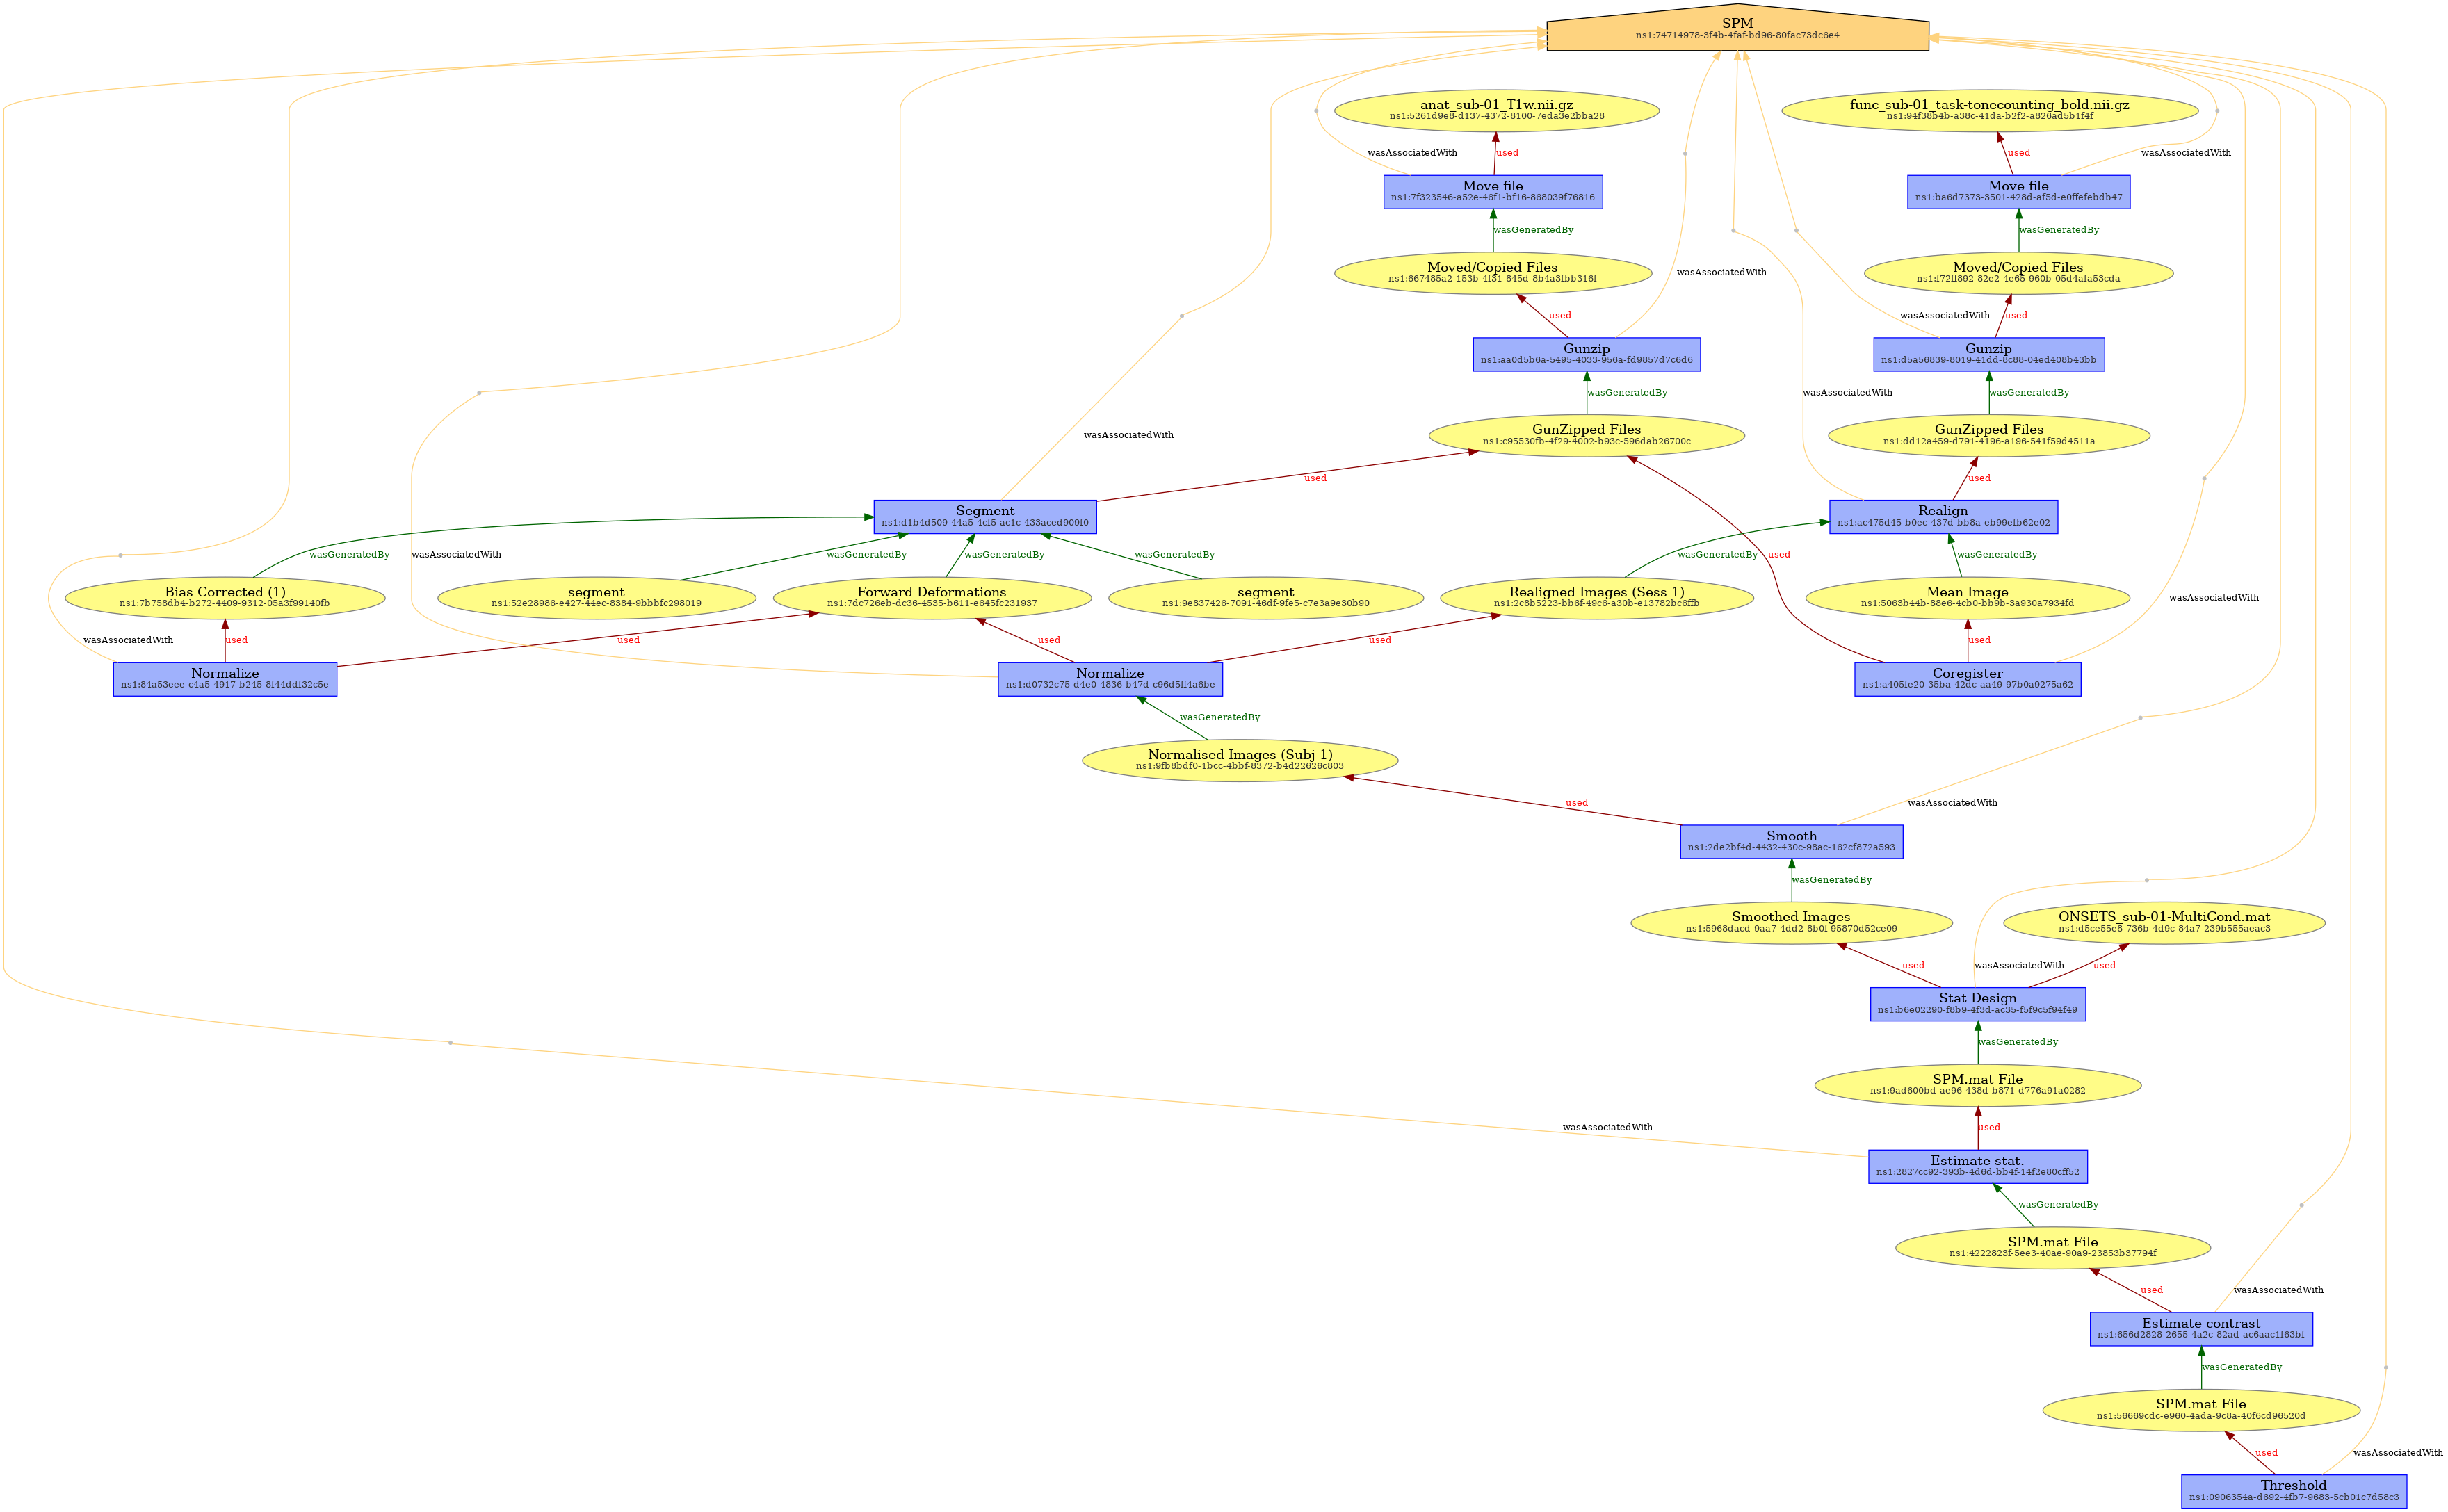 SPM
ns1:74714978-3f4b-4faf-bd96-80fac73dc6e4
anat_sub-01_T1w.nii.gz
ns1:5261d9e8-d137-4372-8100-7eda3e2bba28
func_sub-01_task-tonecounting_bold.nii.gz
ns1:94f38b4b-a38c-41da-b2f2-a826ad5b1f4f
wasAssociatedWith
used
used
wasAssociatedWith
Move file
ns1:7f323546-a52e-46f1-bf16-868039f76816
Move file
ns1:ba6d7373-3501-428d-af5d-e0ffefebdb47
wasGeneratedBy
wasGeneratedBy
Moved/Copied Files
ns1:667485a2-153b-4f31-845d-8b4a3fbb316f
wasAssociatedWith
Moved/Copied Files
ns1:f72ff892-82e2-4e65-960b-05d4afa53cda
used
wasAssociatedWith
used
Gunzip
ns1:aa0d5b6a-5495-4033-956a-fd9857d7c6d6
Gunzip
ns1:d5a56839-8019-41dd-8c88-04ed408b43bb
wasGeneratedBy
wasAssociatedWith
wasGeneratedBy
wasAssociatedWith
GunZipped Files
ns1:c95530fb-4f29-4002-b93c-596dab26700c
GunZipped Files
ns1:dd12a459-d791-4196-a196-541f59d4511a
used
used
Segment
ns1:d1b4d509-44a5-4cf5-ac1c-433aced909f0
Realign
ns1:ac475d45-b0ec-437d-bb8a-eb99efb62e02
wasGeneratedBy
wasAssociatedWith
wasGeneratedBy
wasGeneratedBy
wasGeneratedBy
wasGeneratedBy
used
wasGeneratedBy
Bias Corrected (1)
ns1:7b758db4-b272-4409-9312-05a3f99140fb
segment
ns1:52e28986-e427-44ec-8384-9bbbfc298019
Forward Deformations
ns1:7dc726eb-dc36-4535-b611-e645fc231937
segment
ns1:9e837426-7091-46df-9fe5-c7e3a9e30b90
Realigned Images (Sess 1)
ns1:2c8b5223-bb6f-49c6-a30b-e13782bc6ffb
Mean Image
ns1:5063b44b-88e6-4cb0-bb9b-3a930a7934fd
wasAssociatedWith
wasAssociatedWith
used
used
used
used
used
Normalize
ns1:84a53eee-c4a5-4917-b245-8f44ddf32c5e
Normalize
ns1:d0732c75-d4e0-4836-b47d-c96d5ff4a6be
Coregister
ns1:a405fe20-35ba-42dc-aa49-97b0a9275a62
wasGeneratedBy
Normalised Images (Subj 1)
ns1:9fb8bdf0-1bcc-4bbf-8372-b4d22626c803
used
wasAssociatedWith
Smooth
ns1:2de2bf4d-4432-430c-98ac-162cf872a593
wasGeneratedBy
Smoothed Images
ns1:5968dacd-9aa7-4dd2-8b0f-95870d52ce09
ONSETS_sub-01-MultiCond.mat
ns1:d5ce55e8-736b-4d9c-84a7-239b555aeac3
used
wasAssociatedWith
used
Stat Design
ns1:b6e02290-f8b9-4f3d-ac35-f5f9c5f94f49
wasGeneratedBy
SPM.mat File
ns1:9ad600bd-ae96-438d-b871-d776a91a0282
wasAssociatedWith
used
Estimate stat.
ns1:2827cc92-393b-4d6d-bb4f-14f2e80cff52
wasGeneratedBy
SPM.mat File
ns1:4222823f-5ee3-40ae-90a9-23853b37794f
used
wasAssociatedWith
Estimate contrast
ns1:656d2828-2655-4a2c-82ad-ac6aac1f63bf
wasGeneratedBy
SPM.mat File
ns1:56669cdc-e960-4ada-9c8a-40f6cd96520d
used
wasAssociatedWith
Threshold
ns1:0906354a-d692-4fb7-9683-5cb01c7d58c3